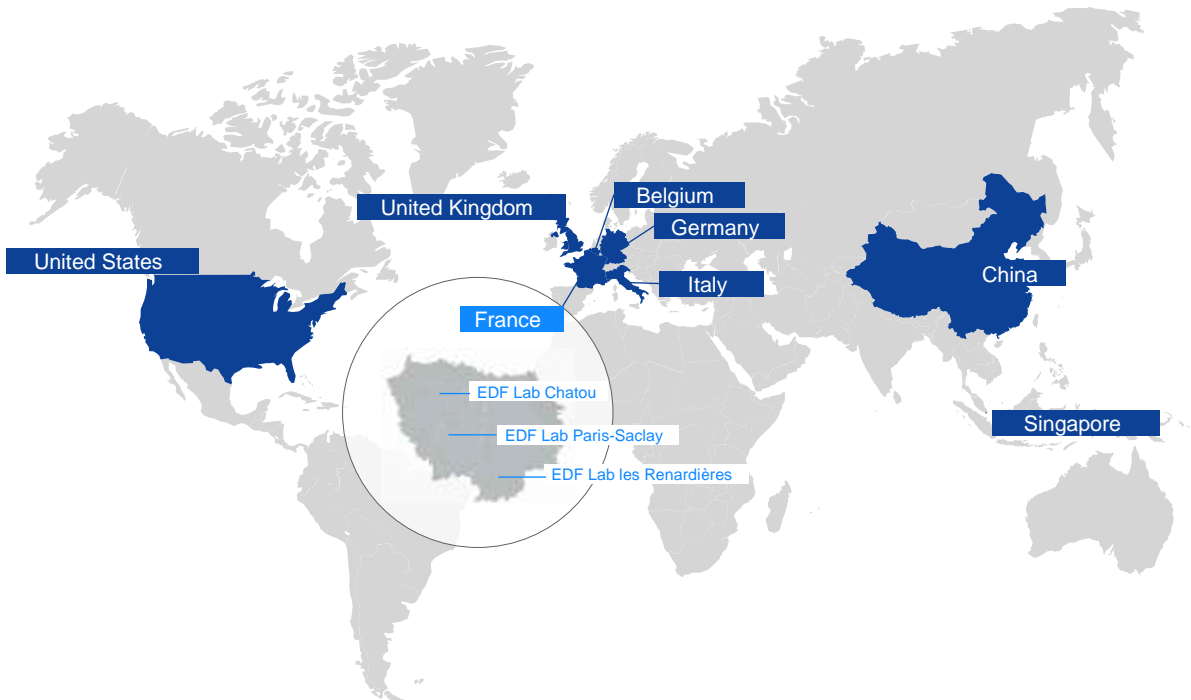 Belgium
United Kingdom
Germany
United States
China
Italy
France
EDF Lab Chatou
Singapore
EDF Lab Paris-Saclay
EDF Lab les Renardières